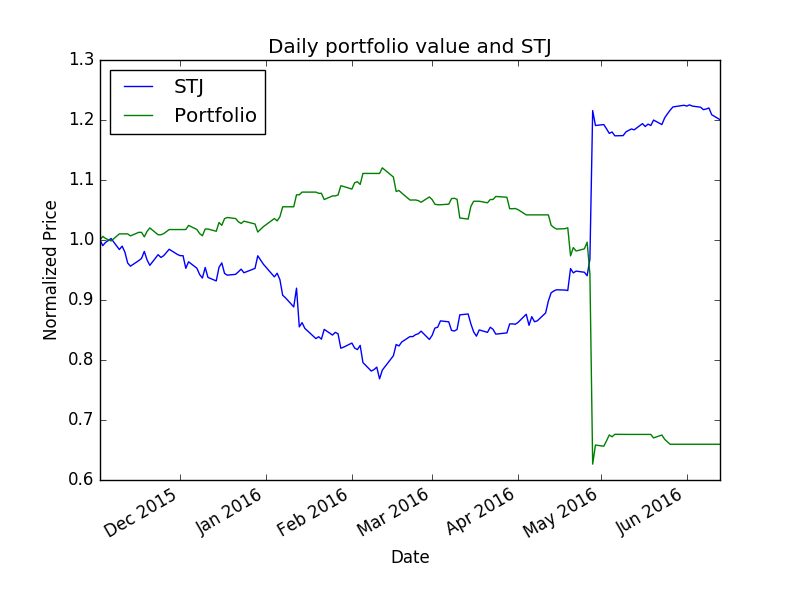 Daily portfolio value and STJ
STJ
Portfolio
1.3
1.2
1.1
1.0
0.9
0.8
0.7
0.6
Normalized Price
Dec 2015
Jan 2016
Feb 2016
Mar 2016
Apr 2016
May 2016
Jun 2016
Date